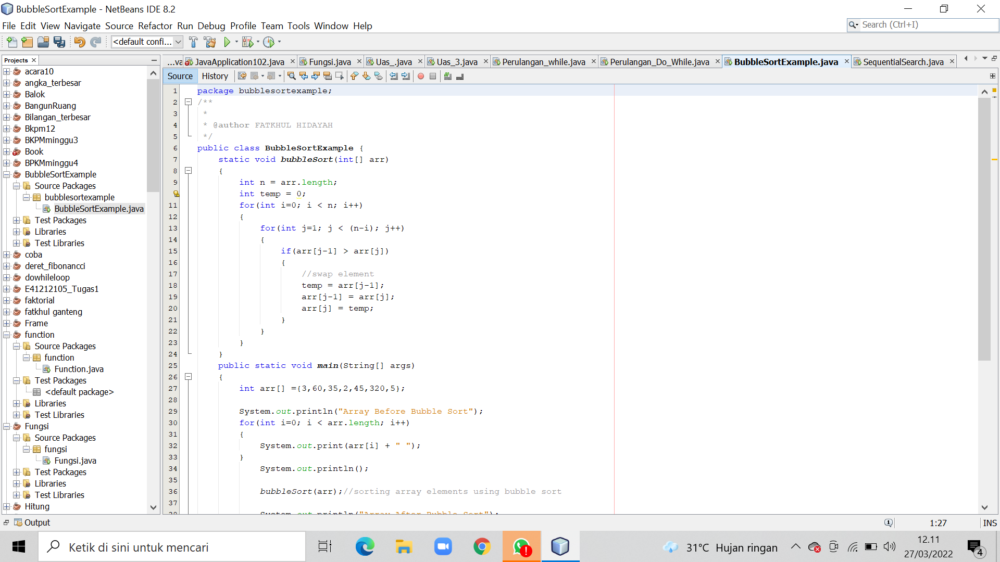 BubbleSortExample - NetBeans IDE 8.2
File Edit View Navigate Source Refactor Run Debug Profile Team Tools Window Help
Search (Ctrl+I)
<default confi...
Projects
acara10
angka_terbesar
Balok
BangunRuang
Bilangan_terbesar
Bkpm12
BKPMminggu3
Book
BPKMminggu4
BubbleSortExample
Source Packages
bubblesortexample
BubbleSortExample.java
Test Packages
Libraries
Test Libraries
coba
deret_fibonancci
dowhileloop
E41212105_Tugas1
faktorial
fatkhul ganteng
Frame
function
Source Packages
function
Function.java
Test Packages
<default package>
Libraries
Test Libraries
Fungsi
Source Packages
fungsi
Fungsi.java
Test Packages
Libraries
Test Libraries
Hitung
...va JavaApplication102.java Fungsi.java Uas_.java Uas_3.java Perulangan_while.java Perulangan_Do_While.java BubbleSortExample.java SequentialSearch.java
Source History
1 package bubblesortexample;
2 /**
3 *
4 * @author FATKHUL HIDAYAH
5 */
6 public class BubbleSortExample {
7 static void bubbleSort(int[] arr)
8 {
9 int n = arr.length;
int temp = 0;
11 for(int i=0; i < n; i++)
12 {
13 for(int j=1; j < (n-i); j++)
14 {
15 if(arr[j-1] > arr[j])
16 {
17 //swap element
18 temp = arr[j-1];
19 arr[j-1] = arr[j];
20 arr[j] = temp;
21 }
22 }
23 }
24 }
25 public static void main(String[] args)
26 {
27 int arr[] ={3,60,35,2,45,320,5};
28
29 System.out.println("Array Before Bubble Sort");
30 for(int i=0; i < arr.length; i++)
31 {
32 System.out.print(arr[i] + " ");
33 }
34 System.out.println();
35
36 bubbleSort(arr);//sorting array elements using bubble sort
37
38 System.out.println("Array After Bubble Sort");
Output
1:27 INS
Ketik di sini untuk mencari
31°C Hujan ringan
12.11
27/03/2022
4